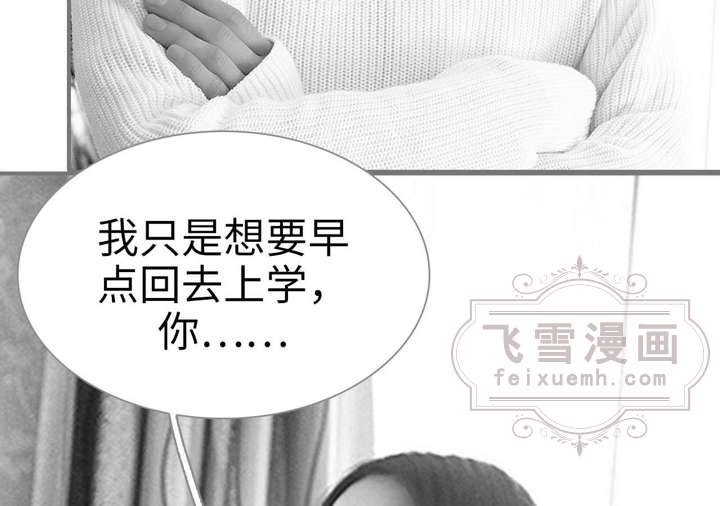 我只是想要早
点回去上学，
你……
飞雪漫画
feixuemh.com